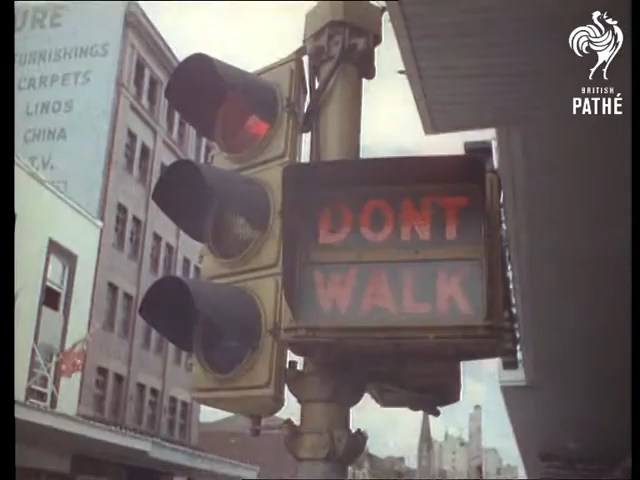 URE
FURNISHINGS
CARPETS
LINOS
CHINA
T.V.
DONT
WALK
BRITISH
PATHÉ